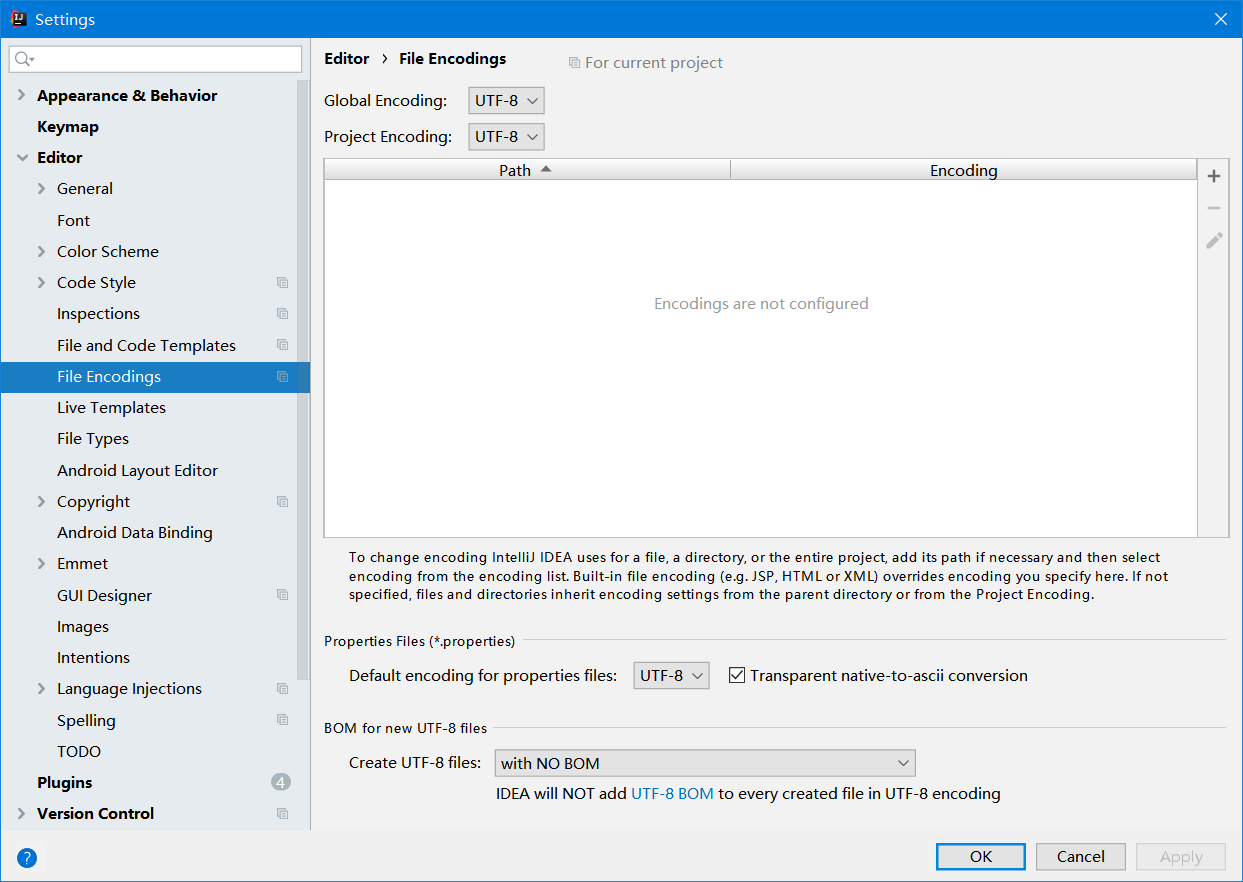 Settings
Editor › File Encodings
For current project
Appearance & Behavior
Keymap
Editor
General
Font
Color Scheme
Code Style
Inspections
File and Code Templates
File Encodings
Live Templates
File Types
Android Layout Editor
Copyright
Android Data Binding
Emmet
GUI Designer
Images
Intentions
Language Injections
Spelling
TODO
Plugins 4
Version Control
Global Encoding: UTF-8
Project Encoding: UTF-8
Path Encoding
Encodings are not configured
To change encoding IntelliJ IDEA uses for a file, a directory, or the entire project, add its path if necessary and then select
encoding from the encoding list. Built-in file encoding (e.g. JSP, HTML or XML) overrides encoding you specify here. If not
specified, files and directories inherit encoding settings from the parent directory or from the Project Encoding.
Properties Files (*.properties)
Default encoding for properties files: UTF-8 Transparent native-to-ascii conversion
BOM for new UTF-8 files
Create UTF-8 files: with NO BOM
IDEA will NOT add UTF-8 BOM to every created file in UTF-8 encoding
?
OK Cancel Apply